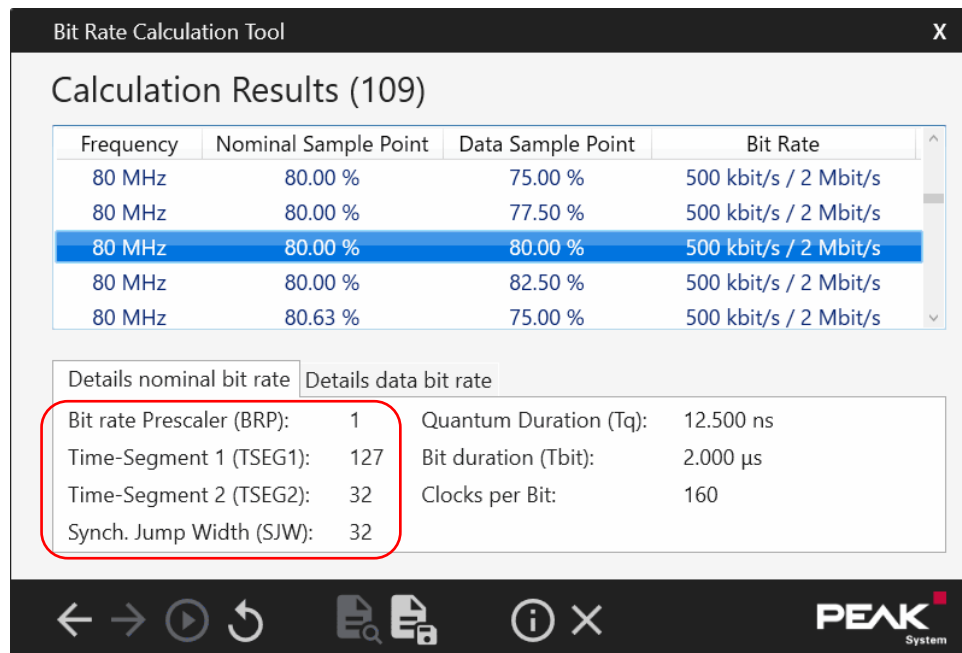 Bit Rate Calculation Tool X
Calculation Results (109)
Frequency Nominal Sample Point Data Sample Point Bit Rate
80 MHz 80.00 % 75.00 % 500 kbit/s / 2 Mbit/s
80 MHz 80.00 % 77.50 % 500 kbit/s / 2 Mbit/s
80 MHz 80.00 % 80.00 % 500 kbit/s / 2 Mbit/s
80 MHz 80.00 % 82.50 % 500 kbit/s / 2 Mbit/s
80 MHz 80.63 % 75.00 % 500 kbit/s / 2 Mbit/s
Details nominal bit rate Details data bit rate
Bit rate Prescaler (BRP): 1 Quantum Duration (Tq): 12.500 ns
Time-Segment 1 (TSEG1): 127 Bit duration (Tbit): 2.000 µs
Time-Segment 2 (TSEG2): 32 Clocks per Bit: 160
Synch. Jump Width (SJW): 32
PEAK
System